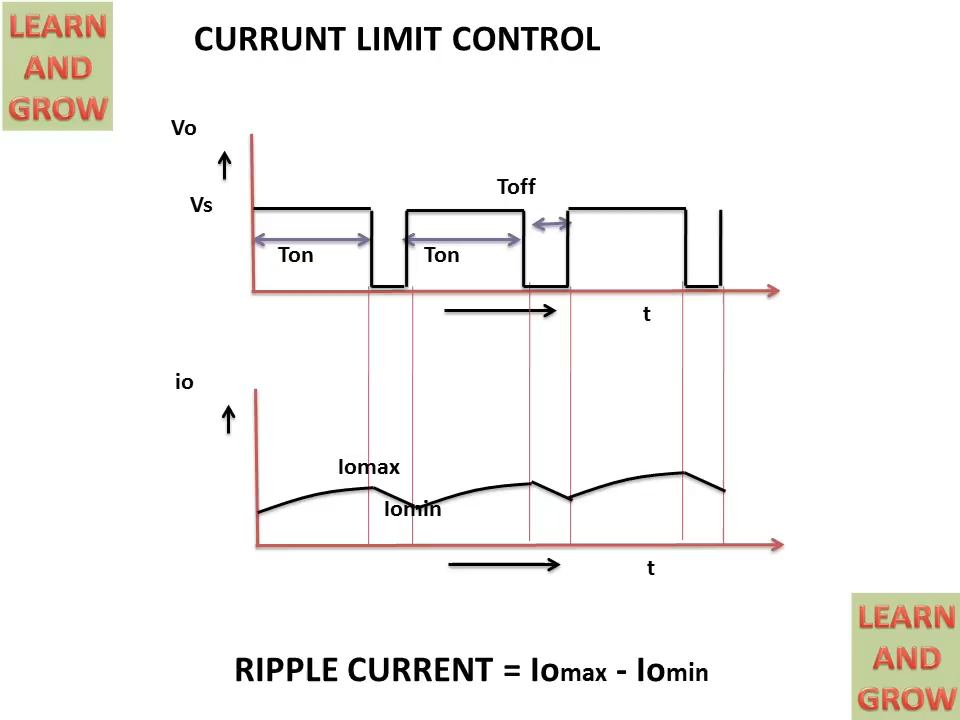 LEARN
AND
GROW
CURRUNT LIMIT CONTROL
Vo
Toff
Vs
Ton
Ton
t
io
Iomax
Iomin
t
RIPPLE CURRENT = Iomax - Iomin
LEARN
AND
GROW